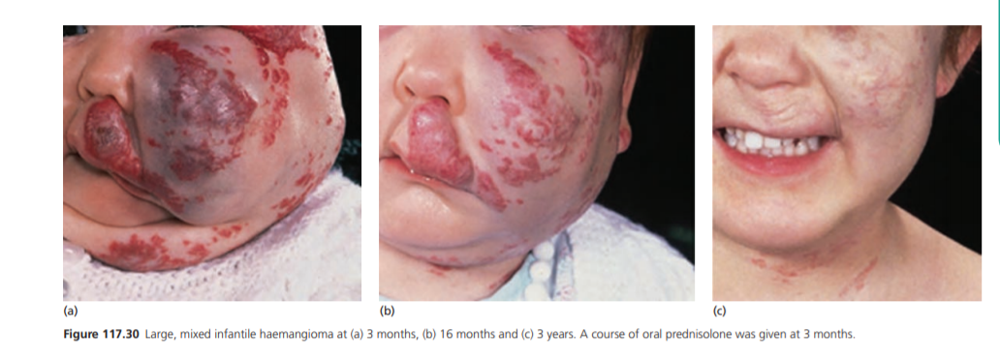 (a)
(b)
(c)
Figure 117.30 Large, mixed infantile haemangioma at (a) 3 months, (b) 16 months and (c) 3 years. A course of oral prednisolone was given at 3 months.